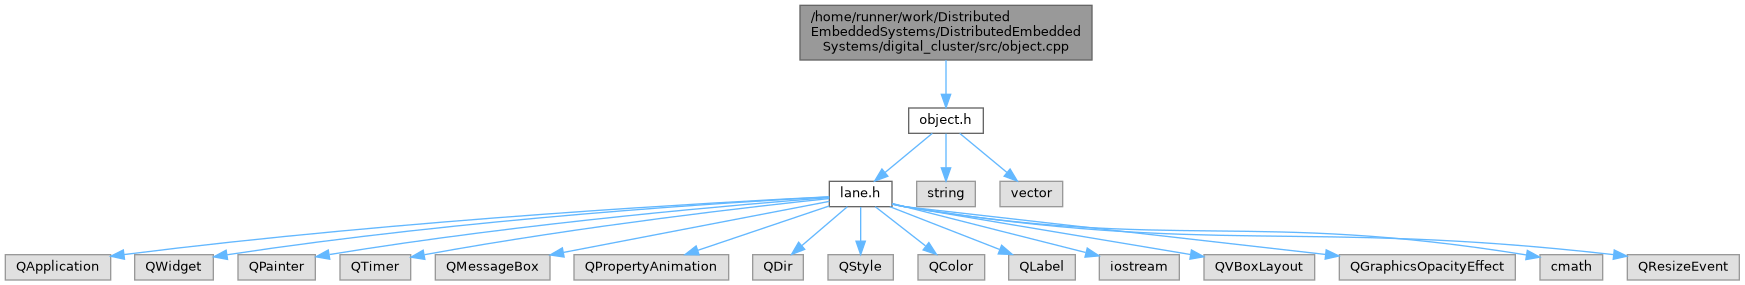 /home/runner/work/Distributed
EmbeddedSystems/DistributedEmbedded
Systems/digital_cluster/src/object.cpp
object.h
lane.h
string
vector
QApplication
QWidget
QPainter
QTimer
QMessageBox
QPropertyAnimation
QDir
QStyle
QColor
QLabel
iostream
QVBoxLayout
QGraphicsOpacityEffect
cmath
QResizeEvent